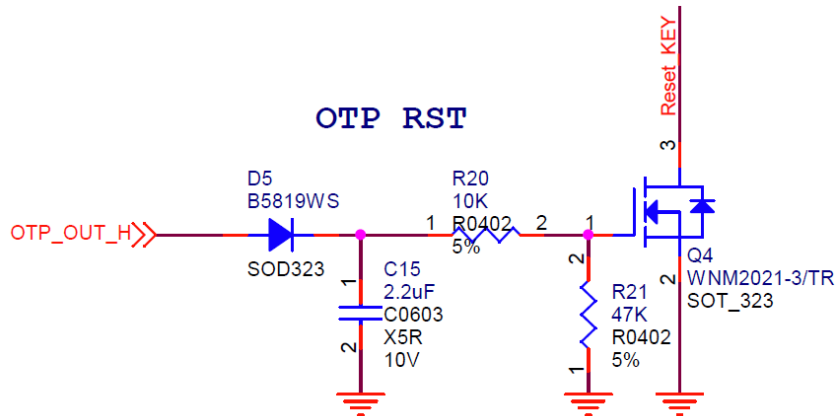 Reset KEY
OTP RST
3
D5
B5819WS
R20
10K
OTP_OUT_H
1
R0402
2
1
5%
SOD323
Q4
WNM2021-3/TR
SOT_323
2
1
C15
2.2uF
C0603
X5R
10V
2
2
R21
47K
R0402
5%
1